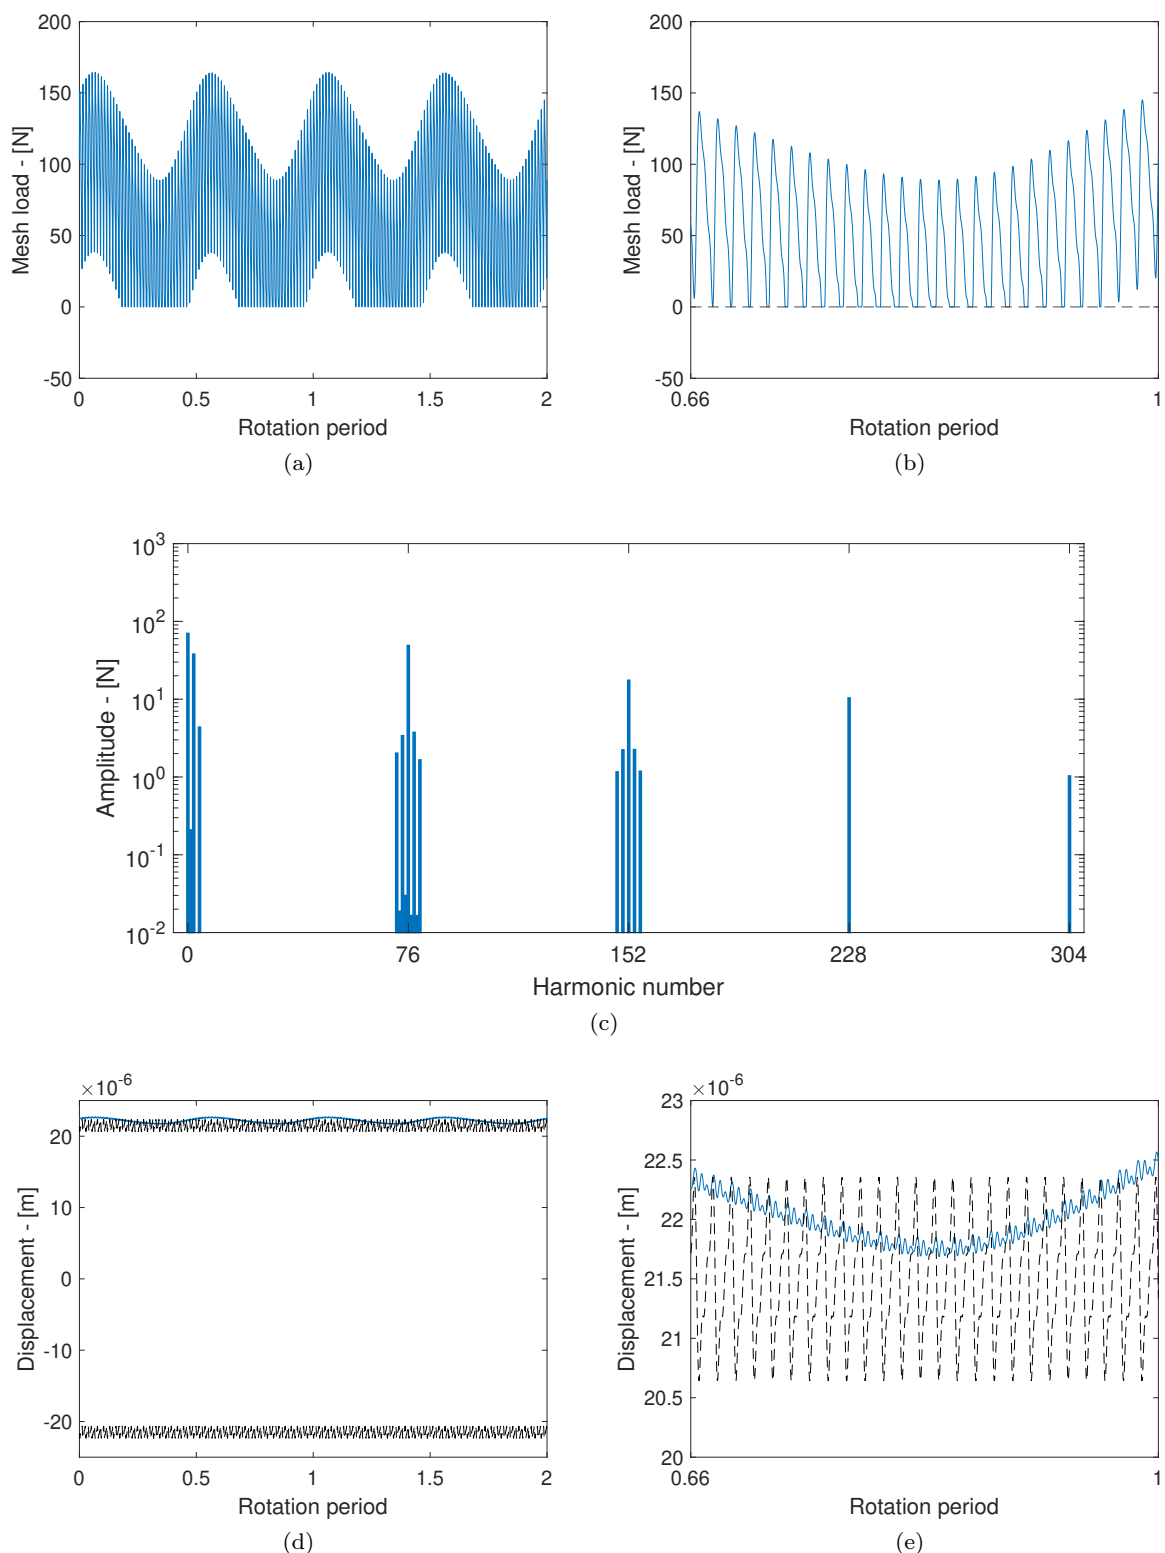 200
150
100
50
0
-50
Mesh load - [N]
0 0.5 1 1.5 2
Rotation period
(a)
200
150
100
50
0
-50
Mesh load - [N]
0.66 1
Rotation period
(b)
10^3
10^2
10^1
10^0
10^-1
10^-2
Amplitude - [N]
0 76 152 228 304
Harmonic number
(c)
×10^-6
20
10
0
-10
-20
Displacement - [m]
0 0.5 1 1.5 2
Rotation period
(d)
×10^-6
23
22.5
22
21.5
21
20.5
20
Displacement - [m]
0.66 1
Rotation period
(e)